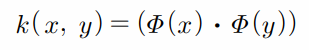 k(x, y) = (Φ(x) · Φ(y))